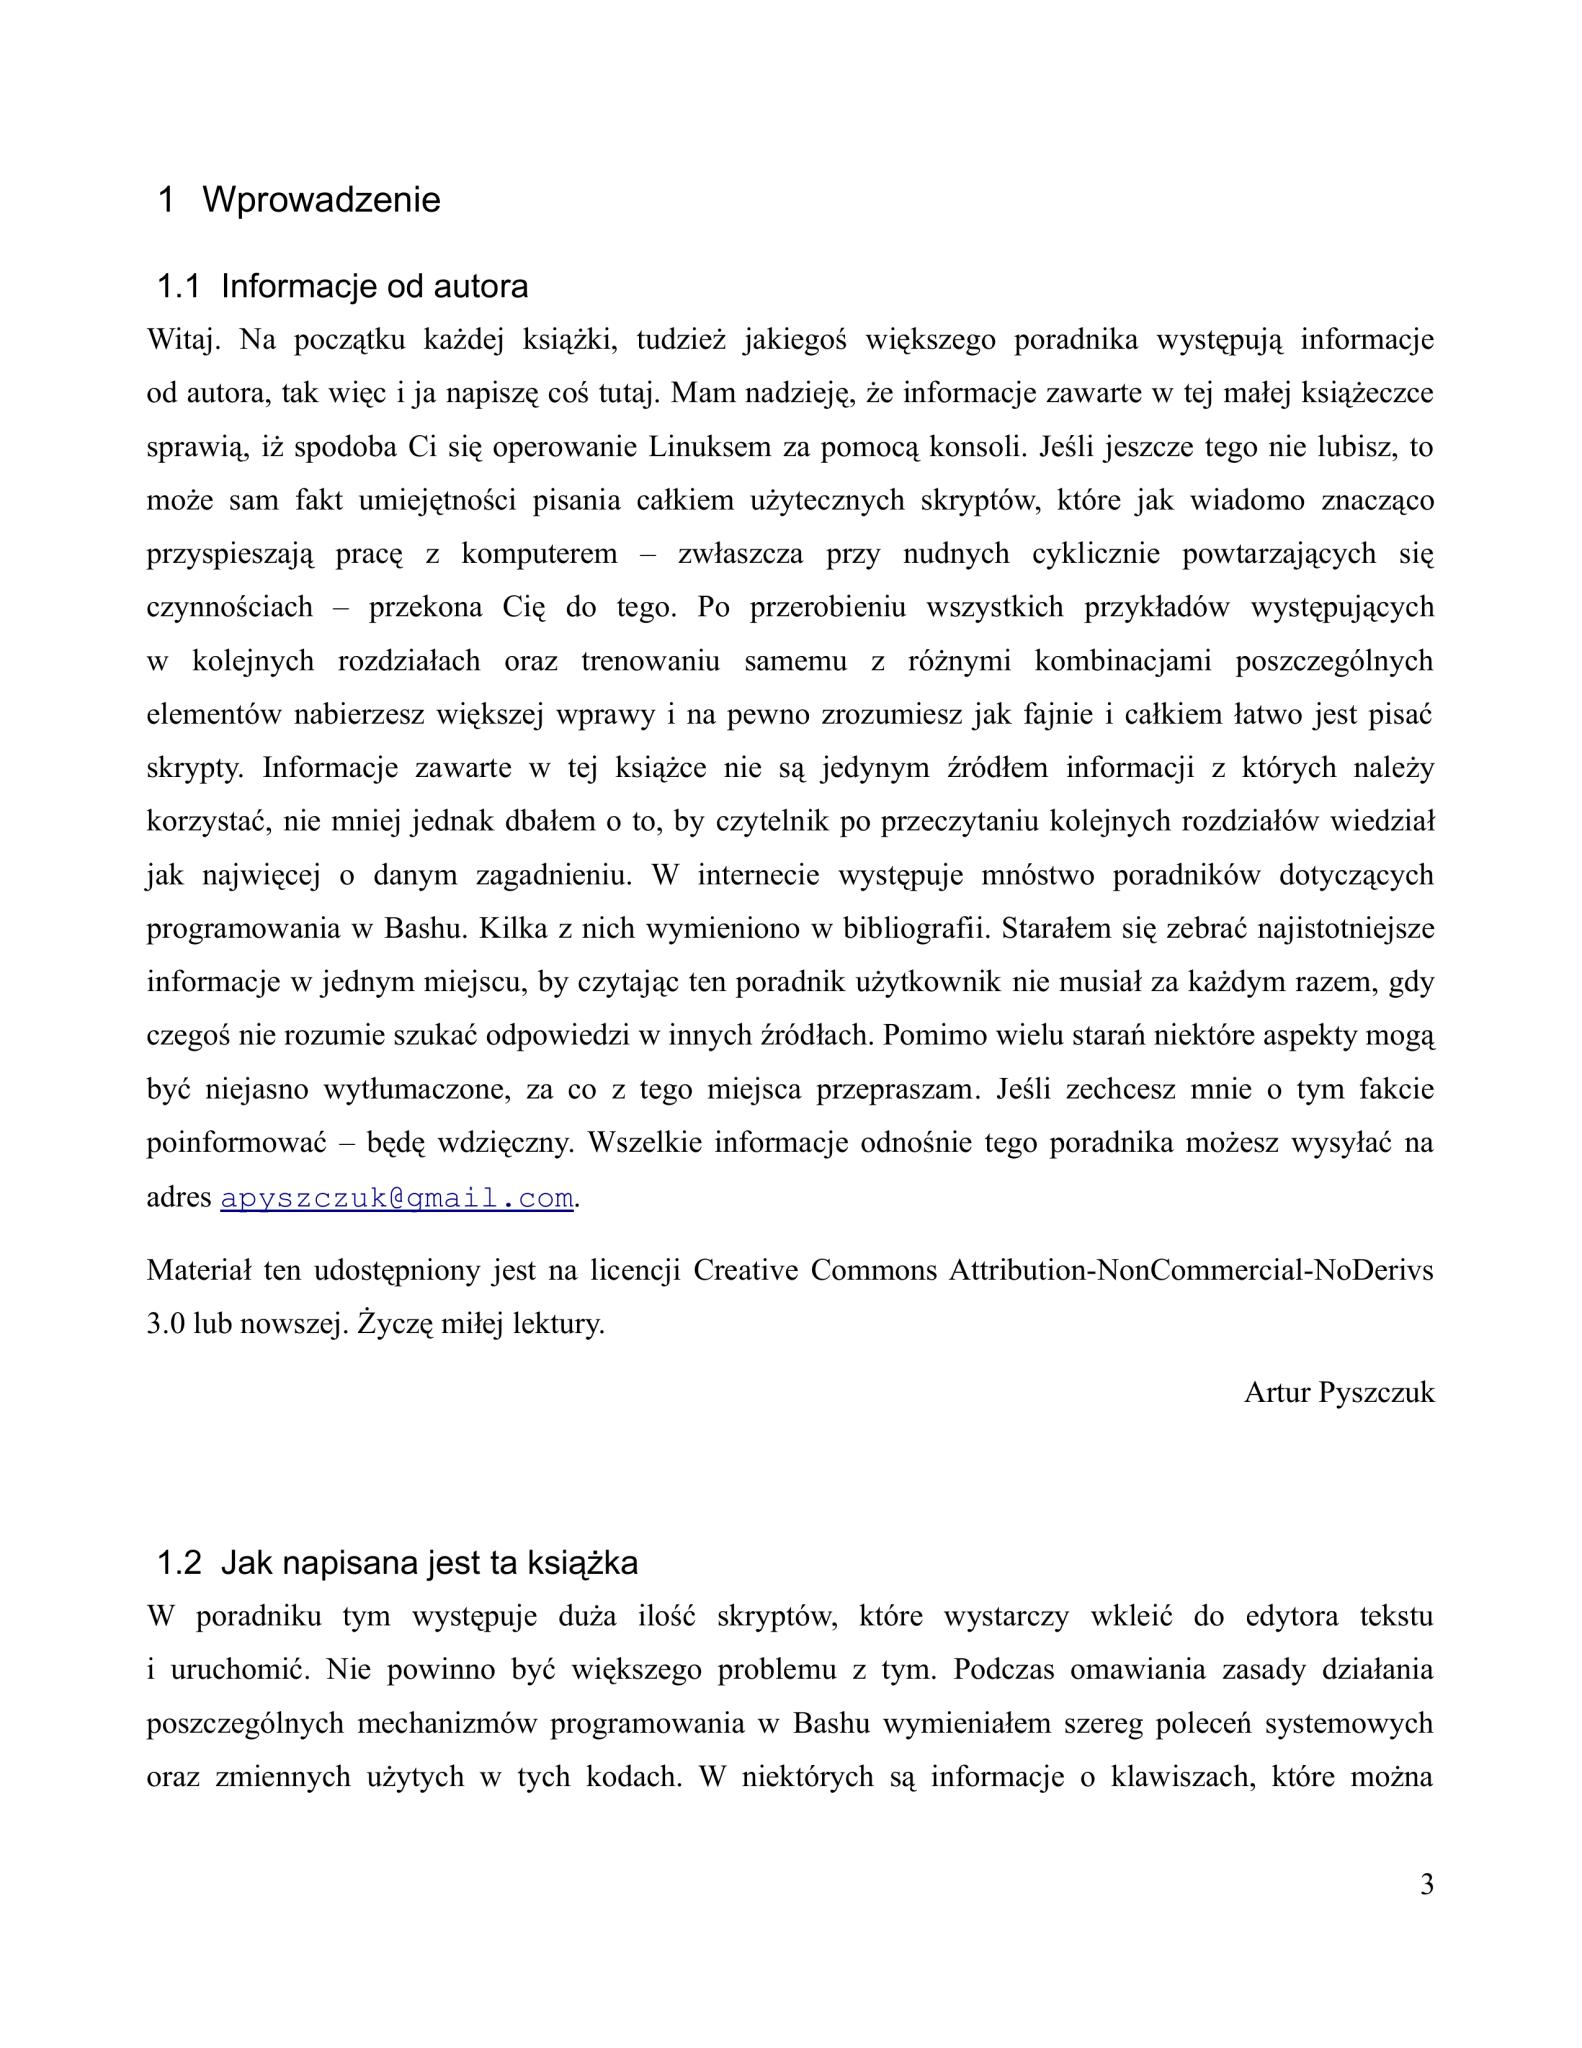 1 Wprowadzenie
1.1 Informacje od autora
Witaj. Na początku każdej książki, tudzież jakiegoś większego poradnika występują informacje
od autora, tak więc i ja napiszę coś tutaj. Mam nadzieję, że informacje zawarte w tej małej książeczce
sprawią, iż spodoba Ci się operowanie Linuksem za pomocą konsoli. Jeśli jeszcze tego nie lubisz, to
może sam fakt umiejętności pisania całkiem użytecznych skryptów, które jak wiadomo znacząco
przyspieszają pracę z komputerem – zwłaszcza przy nudnych cyklicznie powtarzających się
czynnościach – przekona Cię do tego. Po przerobieniu wszystkich przykładów występujących
w kolejnych rozdziałach oraz trenowaniu samemu z różnymi kombinacjami poszczególnych
elementów nabierzesz większej wprawy i na pewno zrozumiesz jak fajnie i całkiem łatwo jest pisać
skrypty. Informacje zawarte w tej książce nie są jedynym źródłem informacji z których należy
korzystać, nie mniej jednak dbałem o to, by czytelnik po przeczytaniu kolejnych rozdziałów wiedział
jak najwięcej o danym zagadnieniu. W internecie występuje mnóstwo poradników dotyczących
programowania w Bashu. Kilka z nich wymieniono w bibliografii. Starałem się zebrać najistotniejsze
informacje w jednym miejscu, by czytając ten poradnik użytkownik nie musiał za każdym razem, gdy
czegoś nie rozumie szukać odpowiedzi w innych źródłach. Pomimo wielu starań niektóre aspekty mogą
być niejasno wytłumaczone, za co z tego miejsca przepraszam. Jeśli zechcesz mnie o tym fakcie
poinformować – będę wdzięczny. Wszelkie informacje odnośnie tego poradnika możesz wysyłać na
adres apyszczuk@gmail.com.
Materiał ten udostępniony jest na licencji Creative Commons Attribution-NonCommercial-NoDerivs
3.0 lub nowszej. Życzę miłej lektury.
Artur Pyszczuk
1.2 Jak napisana jest ta książka
W poradniku tym występuje duża ilość skryptów, które wystarczy wkleić do edytora tekstu
i uruchomić. Nie powinno być większego problemu z tym. Podczas omawiania zasady działania
poszczególnych mechanizmów programowania w Bashu wymieniałem szereg poleceń systemowych
oraz zmiennych użytych w tych kodach. W niektórych są informacje o klawiszach, które można
3